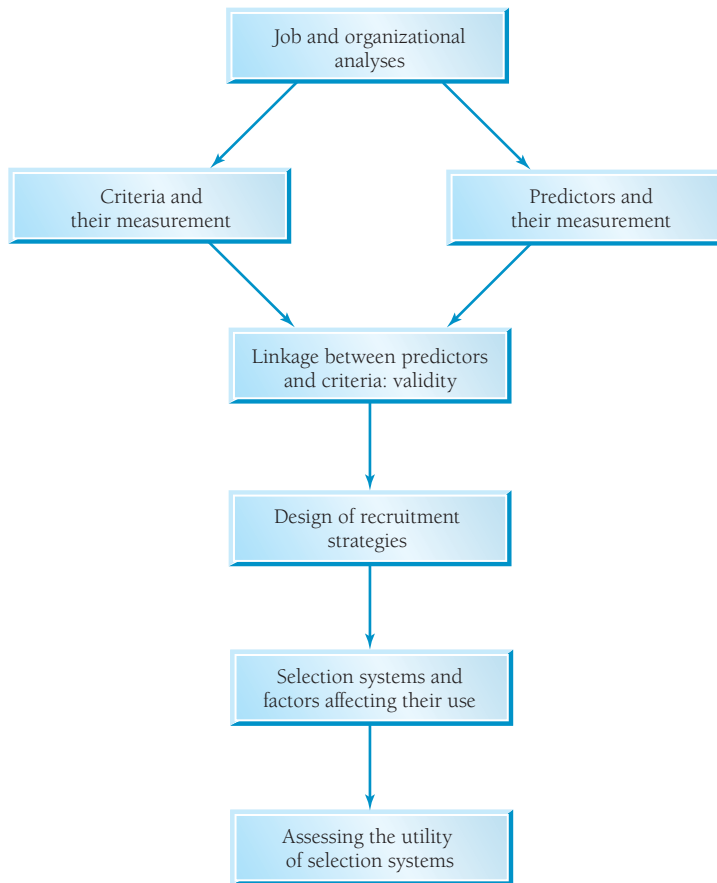 Job and organizational
analyses
Criteria and
their measurement
Predictors and
their measurement
Linkage between predictors
and criteria: validity
Design of recruitment
strategies
Selection systems and
factors affecting their use
Assessing the utility
of selection systems